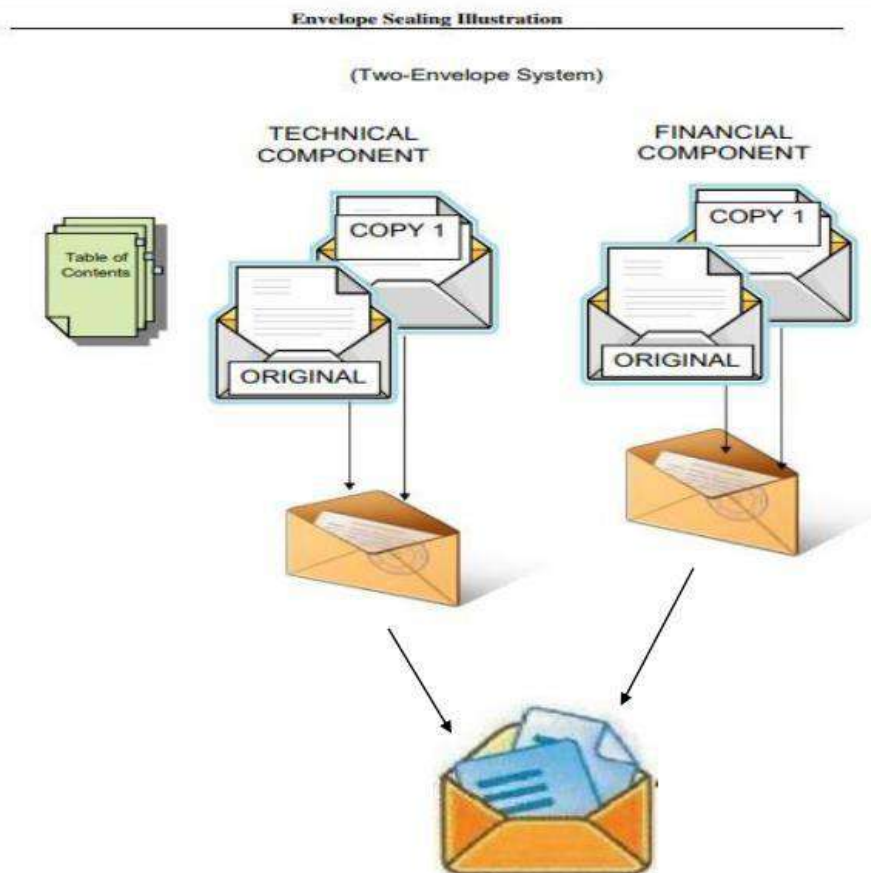 Envelope Sealing Illustration
(Two-Envelope System)
TECHNICAL
COMPONENT
FINANCIAL
COMPONENT
Table of
Contents
COPY 1
ORIGINAL
COPY 1
ORIGINAL